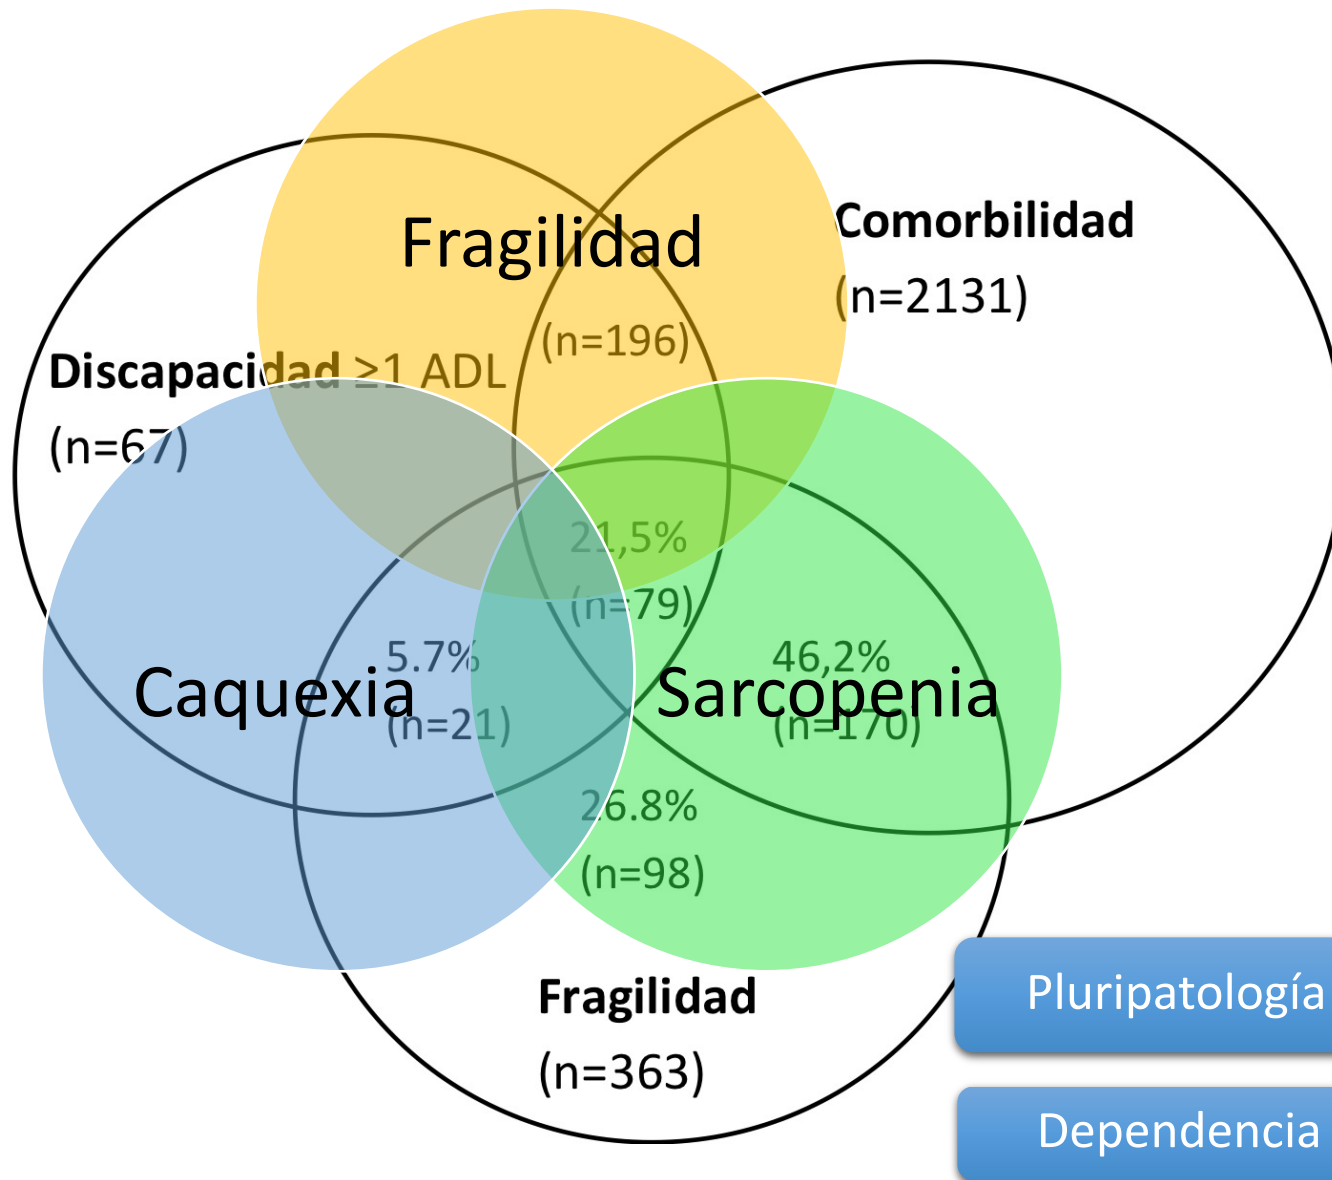 Fragilidad
Comorbilidad
(n=2131)
(n=196)
Discapacidad ≥1 ADL
(n=67)
21,5%
(n=79)
5.7%
(n=21)
46,2%
(n=170)
Caquexia
Sarcopenia
26.8%
(n=98)
Fragilidad
(n=363)
Pluripatología
Dependencia